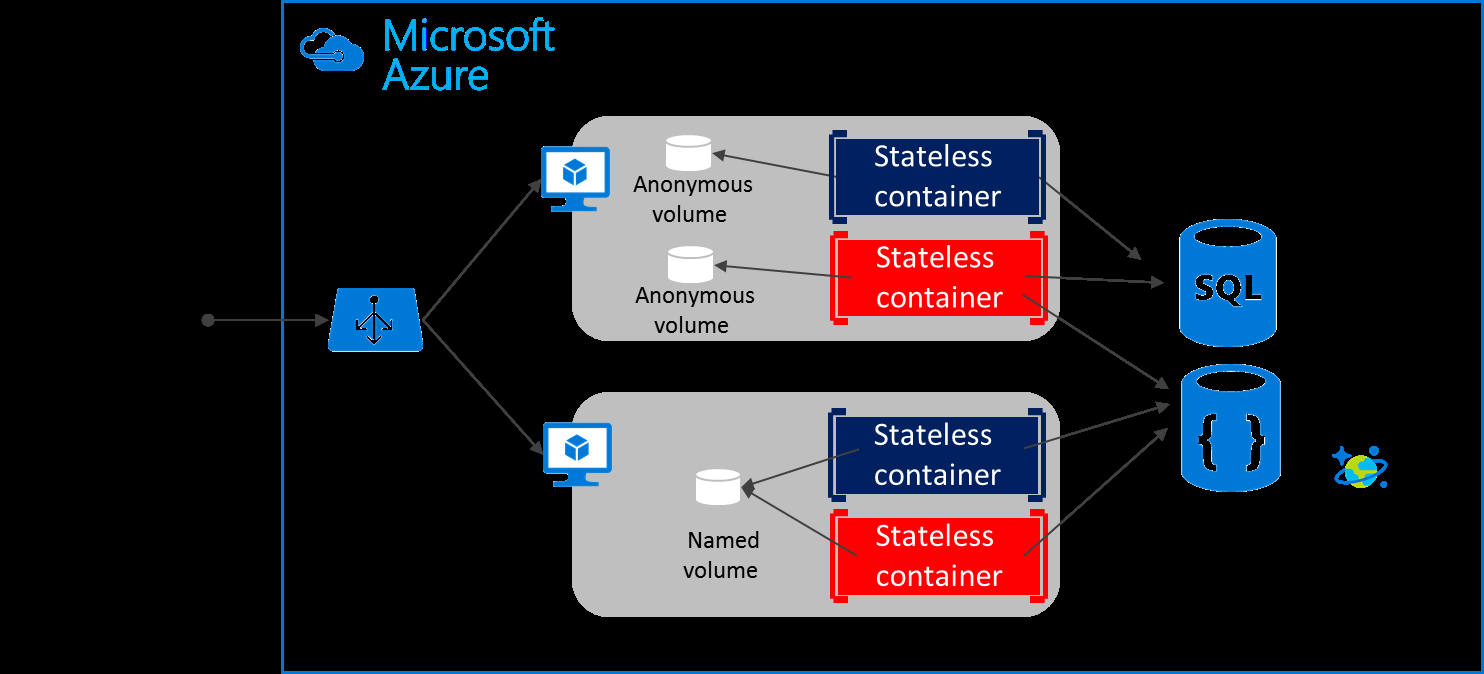 Microsoft
Azure
Stateless
container
Anonymous
volume
Stateless
container
Anonymous
volume
SQL
Stateless
container
{ }
Named
volume
Stateless
container